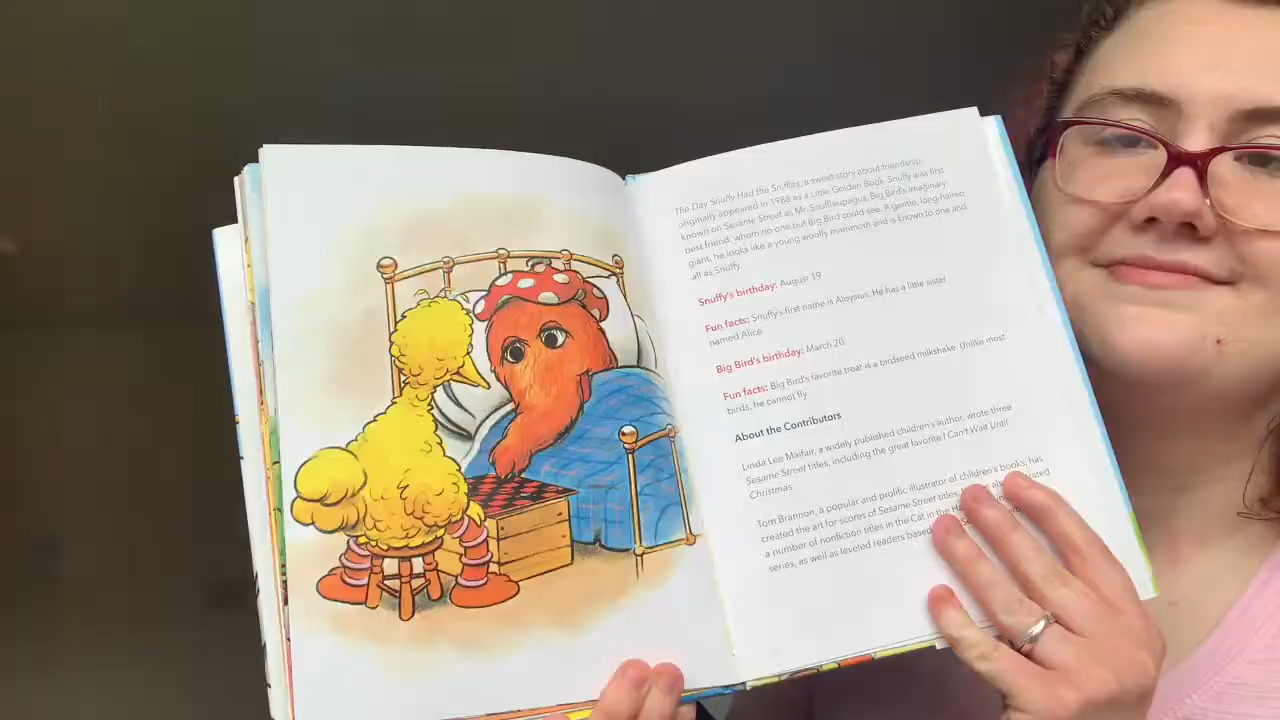 The Day Snuffy Had the Sniffles, a sweet story about friendship,
originally appeared in 1988 as a Little Golden Book. Snuffy was first
known on Sesame Street as Mr. Snuffleupagus, Big Bird's imaginary
best friend, whom no one but Big Bird could see. A gentle, long-haired
giant, he looks like a young woolly mammoth and is known to one and
all as Snuffy.
Snuffy's birthday: August 19
Fun facts: Snuffy's first name is Aloysius. He has a little sister
named Alice.
Big Bird's birthday: March 20
Fun facts: Big Bird's favorite treat is a birdseed milkshake. Unlike most
birds, he cannot fly.
About the Contributors
Linda Lee Maifair, a widely published children's author, wrote three
Sesame Street titles, including the great favorite I Can't Wait Until
Christmas.
Tom Brannon, a popular and prolific illustrator of children's books, has
created the art for scores of Sesame Street titles.
a number of nonfiction titles in the Cat in the
series, as well as leveled readers based